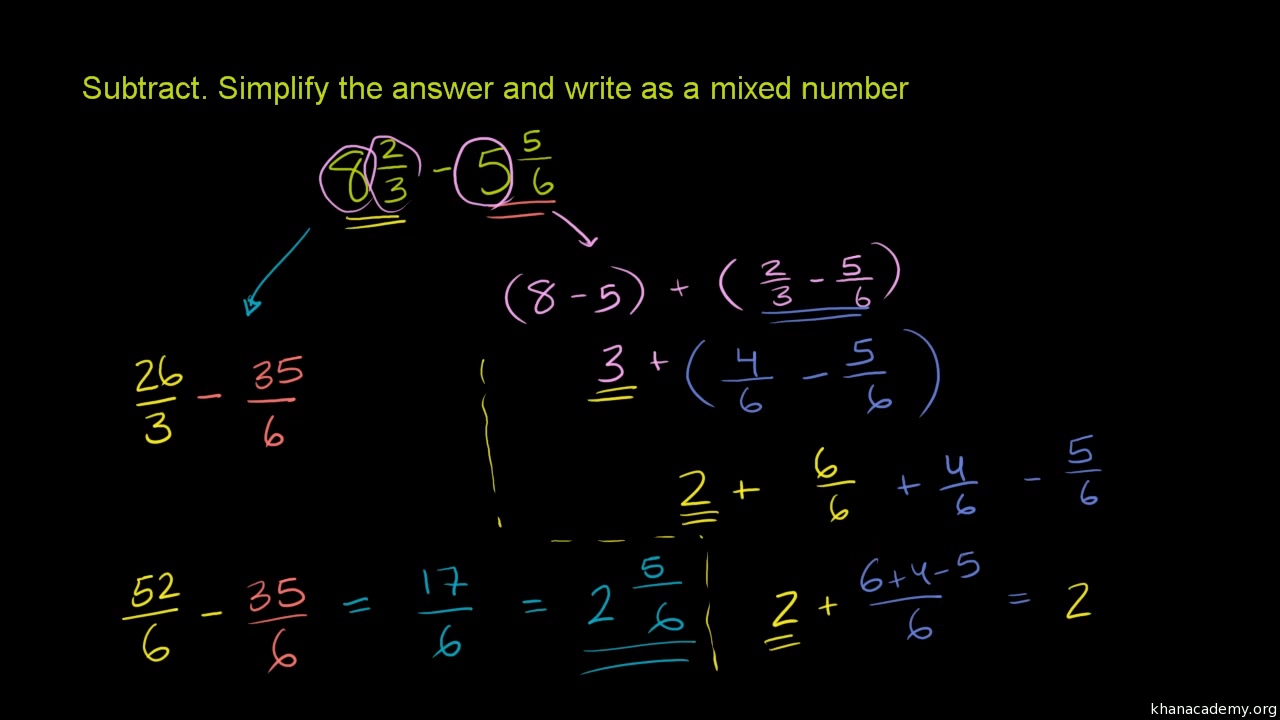 Subtract. Simplify the answer and write as a mixed number
8 2/3 - 5 5/6
(8 - 5) + (2/3 - 5/6)
3 + (4/6 - 5/6)
26/3 - 35/6
2 + 6/6 + 4/6 - 5/6
52/6 - 35/6 = 17/6 = 2 5/6
2 + (6+4-5)/6 = 2
khanacademy.org